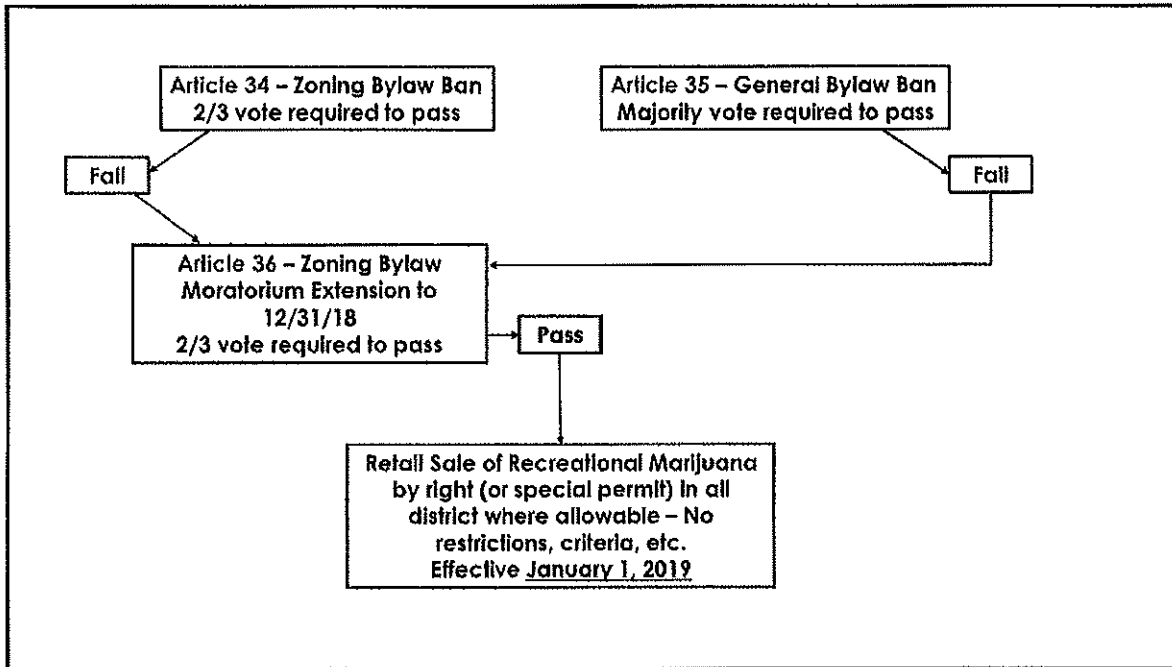 Article 34 – Zoning Bylaw Ban
2/3 vote required to pass
Article 35 – General Bylaw Ban
Majority vote required to pass
Fail
Fail
Article 36 – Zoning Bylaw
Moratorium Extension to
12/31/18
2/3 vote required to pass
Pass
Retail Sale of Recreational Marijuana
by right (or special permit) in all
district where allowable – No
restrictions, criteria, etc.
Effective January 1, 2019